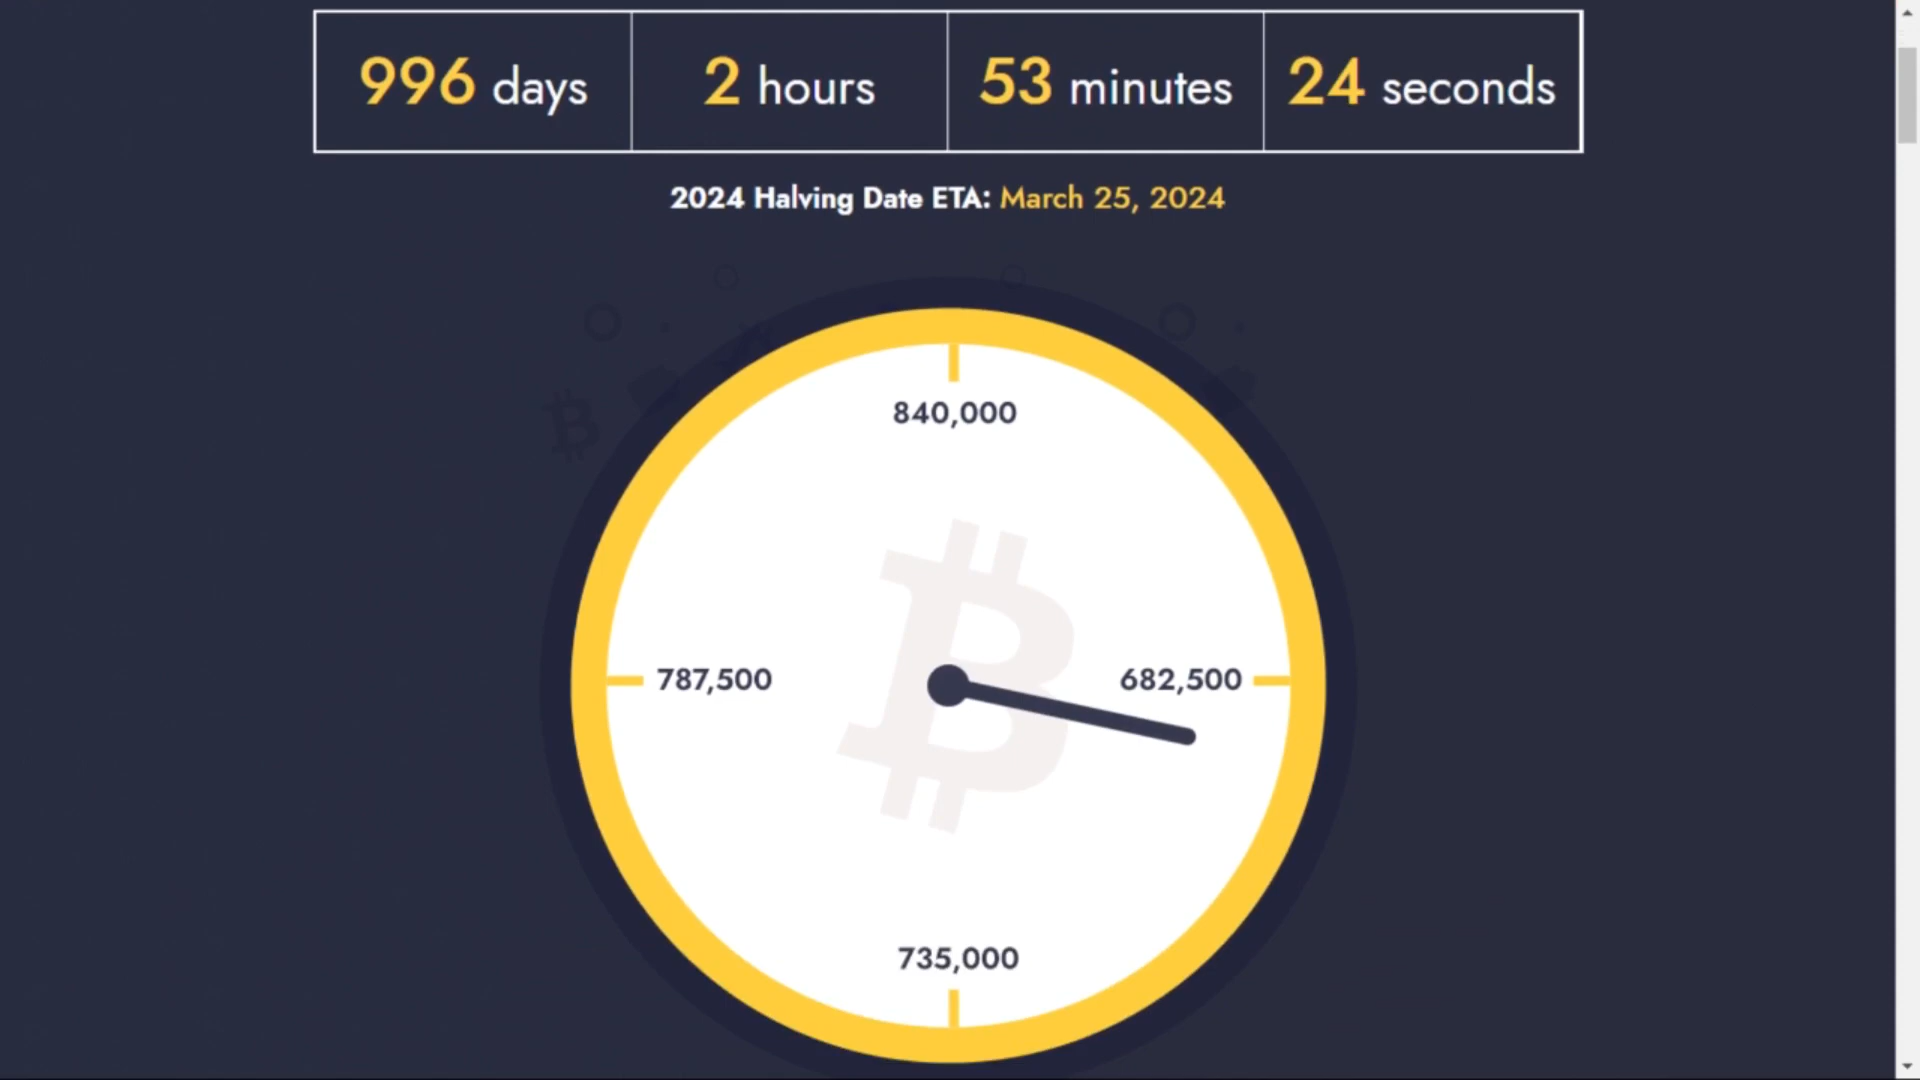 996 days 2 hours 53 minutes 24 seconds
2024 Halving Date ETA: March 25, 2024
840,000
787,500 682,500
735,000